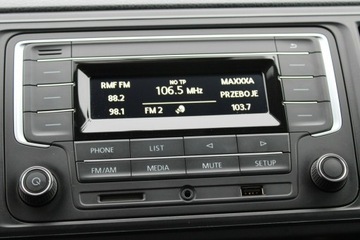 NO TP
RMF FM 106.5 MHz MAXXXA
88.2 PRZEBOJE
98.1 FM 2 103.7
PHONE LIST ◁ ▷
FM/AM MEDIA MUTE SETUP